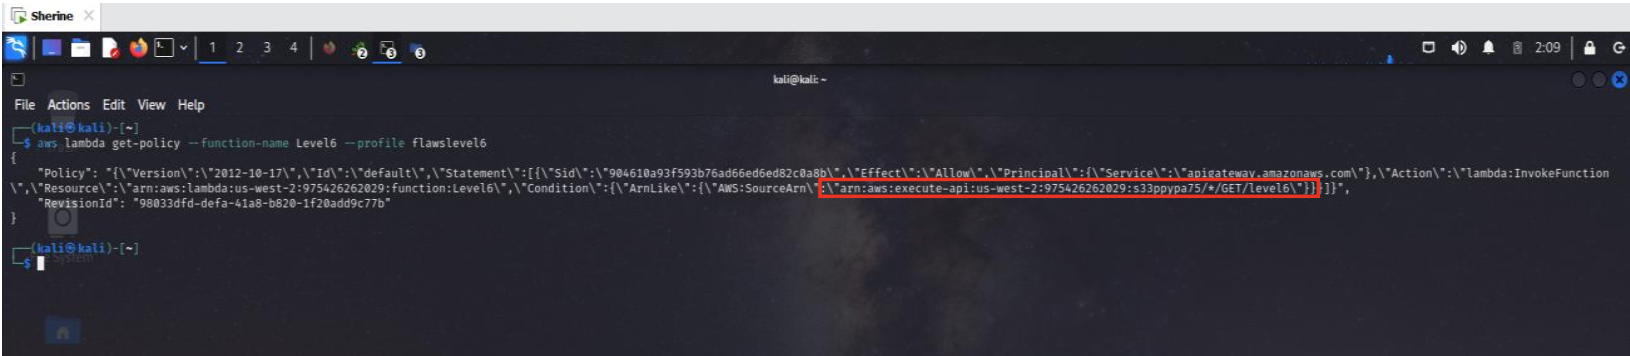 Sherine
1 2 3 4 2 3 3 2:09
kali@kali: ~
File Actions Edit View Help
(kali㉿kali)-[~]
$ aws lambda get-policy --function-name Level6 --profile flawslevel6
{
"Policy": "{\"Version\":\"2012-10-17\",\"Id\":\"default\",\"Statement\":[{\"Sid\":\"904610a93f593b76ad66ed6ed82c0a8b\",\"Effect\":\"Allow\",\"Principal\":{\"Service\":\"apigateway.amazonaws.com\"},\"Action\":\"lambda:InvokeFunction
\",\"Resource\":\"arn:aws:lambda:us-west-2:975426262029:function:Level6\",\"Condition\":{\"ArnLike\":{\"AWS:SourceArn\":\"arn:aws:execute-api:us-west-2:975426262029:s33ppypa75/*/GET/level6\"}}}]}",
"RevisionId": "98033dfd-defa-41a8-b820-1f20add9c77b"
}
(kali㉿kali)-[~]
$
File System